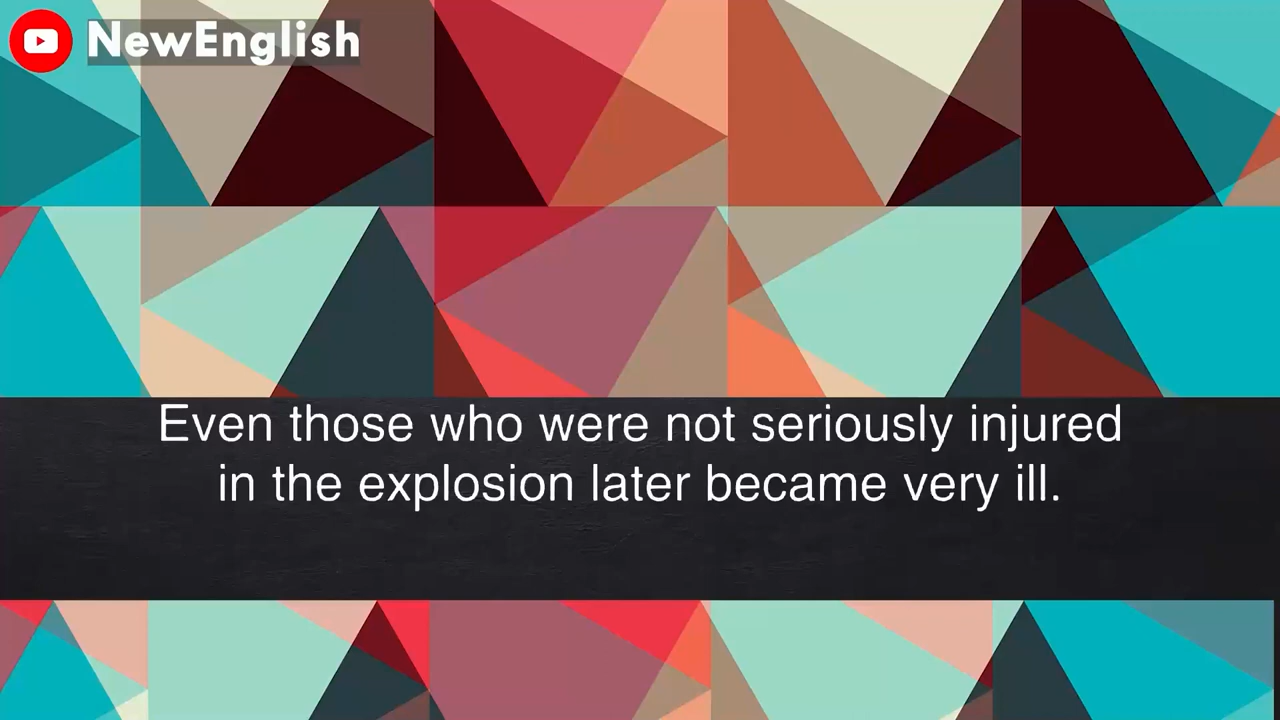 NewEnglish
Even those who were not seriously injured
in the explosion later became very ill.